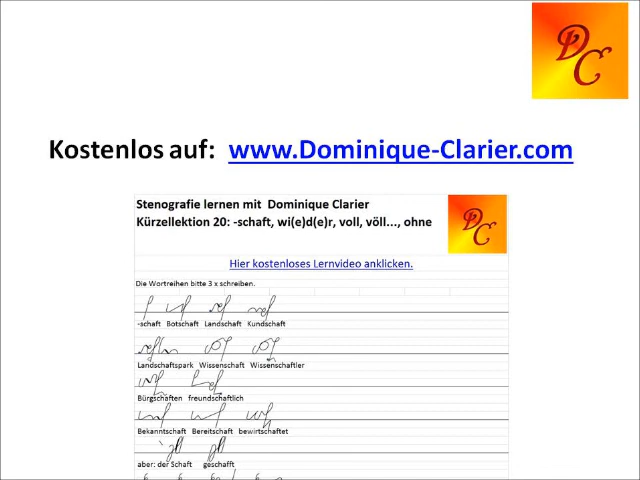 DC
Kostenlos auf: www.Dominique-Clarier.com
Stenografie lernen mit Dominique Clarier
Kürzellektion 20: -schaft, wi(e)d(e)r, voll, völl..., ohne
DC
Hier kostenloses Lernvideo anklicken.
Die Wortreihen bitte 3 x schreiben.
-schaft Botschaft Landschaft Kundschaft
Landschaftspark Wissenschaft Wissenschaftler
Bürgschaften freundschaftlich
Bekanntschaft Bereitschaft bewirtschaftet
aber: der Schaft geschafft